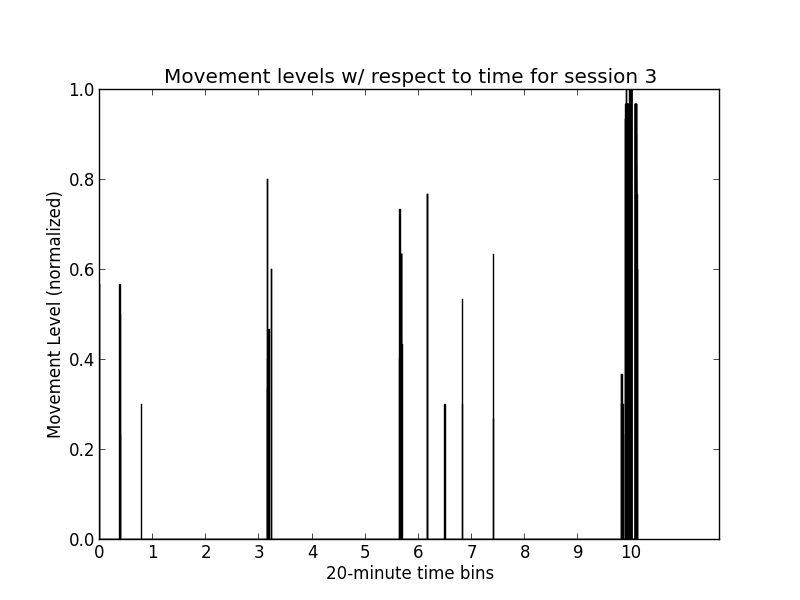 Movement levels w/ respect to time for session 3
1.0
0.8
0.6
0.4
0.2
0.0
Movement Level (normalized)
0 1 2 3 4 5 6 7 8 9 10
20-minute time bins